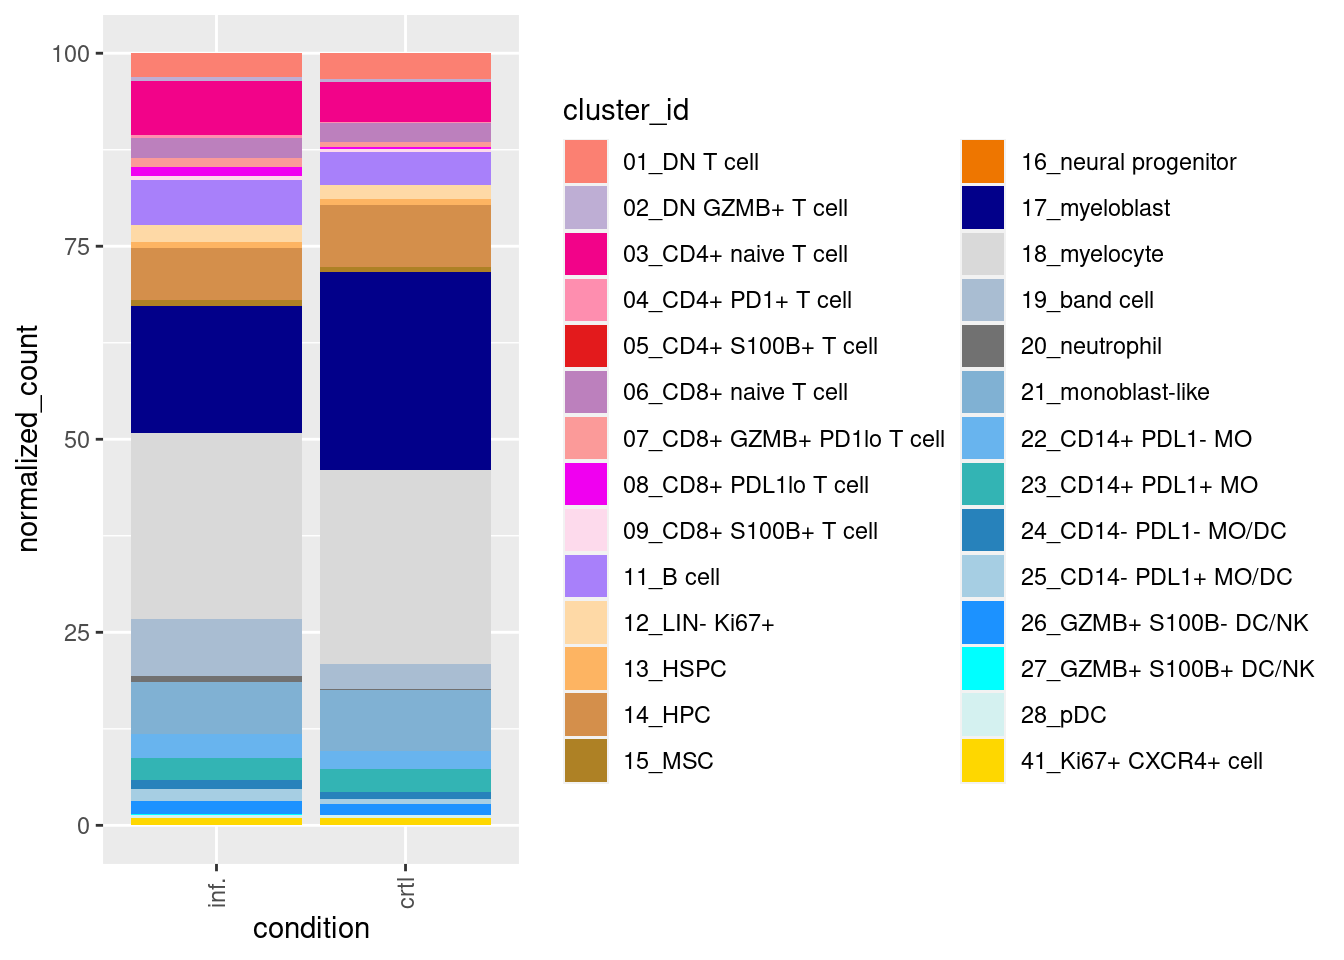 100
75
50
25
0
normalized_count
inf.
crtl
condition
cluster_id
01_DN T cell
02_DN GZMB+ T cell
03_CD4+ naive T cell
04_CD4+ PD1+ T cell
05_CD4+ S100B+ T cell
06_CD8+ naive T cell
07_CD8+ GZMB+ PD1lo T cell
08_CD8+ PDL1lo T cell
09_CD8+ S100B+ T cell
11_B cell
12_LIN- Ki67+
13_HSPC
14_HPC
15_MSC
16_neural progenitor
17_myeloblast
18_myelocyte
19_band cell
20_neutrophil
21_monoblast-like
22_CD14+ PDL1- MO
23_CD14+ PDL1+ MO
24_CD14- PDL1- MO/DC
25_CD14- PDL1+ MO/DC
26_GZMB+ S100B- DC/NK
27_GZMB+ S100B+ DC/NK
28_pDC
41_Ki67+ CXCR4+ cell